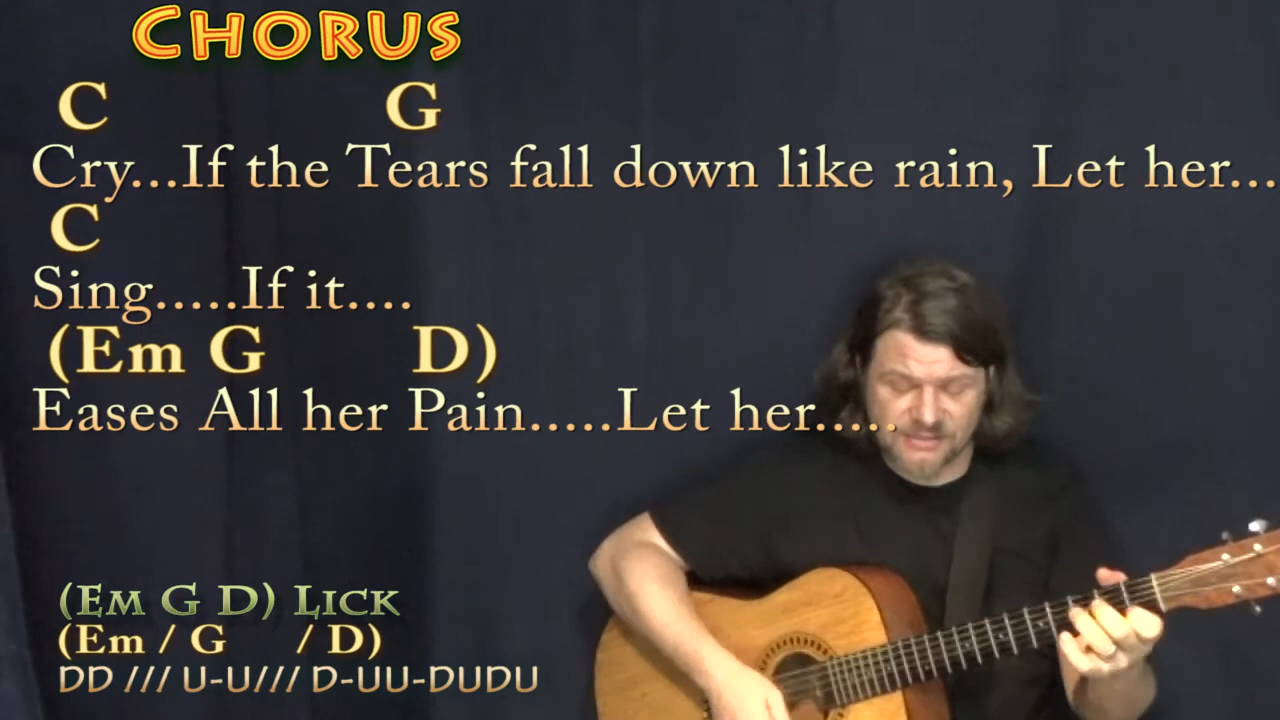 CHORUS
C G
Cry...If the Tears fall down like rain, Let her...
C
Sing.....If it....
(Em G D)
Eases All her Pain.....Let her.....
(Em G D) Lick
(Em / G / D)
DD /// U-U/// D-UU-DUDU